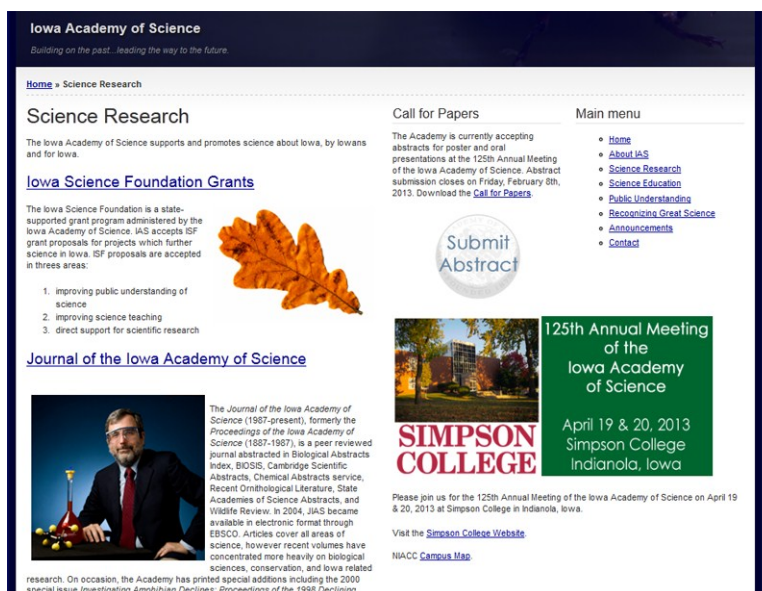 Iowa Academy of Science
Building on the past...leading the way to the future.
Home » Science Research
Science Research
The Iowa Academy of Science supports and promotes science about Iowa, by Iowans
and for Iowa.
Iowa Science Foundation Grants
The Iowa Science Foundation is a state-
supported grant program administered by the
Iowa Academy of Science. IAS accepts ISF
grant proposals for projects which further
science in Iowa. ISF proposals are accepted
in threes areas:
1. improving public understanding of
science
2. improving science teaching
3. direct support for scientific research
Journal of the Iowa Academy of Science
The Journal of the Iowa Academy of
Science (1987-present), formerly the
Proceedings of the Iowa Academy of
Science (1887-1987), is a peer reviewed
journal abstracted in Biological Abstracts
Index, BIOSIS, Cambridge Scientific
Abstracts, Chemical Abstracts service,
Recent Ornithological Literature, State
Academies of Science Abstracts, and
Wildlife Review. In 2004, JIAS became
available in electronic format through
EBSCO. Articles cover all areas of
science, however recent volumes have
concentrated more heavily on biological
sciences, conservation, and Iowa related
research. On occasion, the Academy has printed special additions including the 2000
special issue Investigating Amphibian Declines: Proceedings of the 1998 Declining
Call for Papers
The Academy is currently accepting
abstracts for poster and oral
presentations at the 125th Annual Meeting
of the Iowa Academy of Science. Abstract
submission closes on Friday, February 8th,
2013. Download the Call for Papers.
Submit
Abstract
SIMPSON
COLLEGE
125th Annual Meeting
of the
Iowa Academy
of Science
April 19 & 20, 2013
Simpson College
Indianola, Iowa
Please join us for the 125th Annual Meeting of the Iowa Academy of Science on April 19
& 20, 2013 at Simpson College in Indianola, Iowa.
Visit the Simpson College Website.
NIACC Campus Map.
Main menu
Home
About IAS
Science Research
Science Education
Public Understanding
Recognizing Great Science
Announcements
Contact